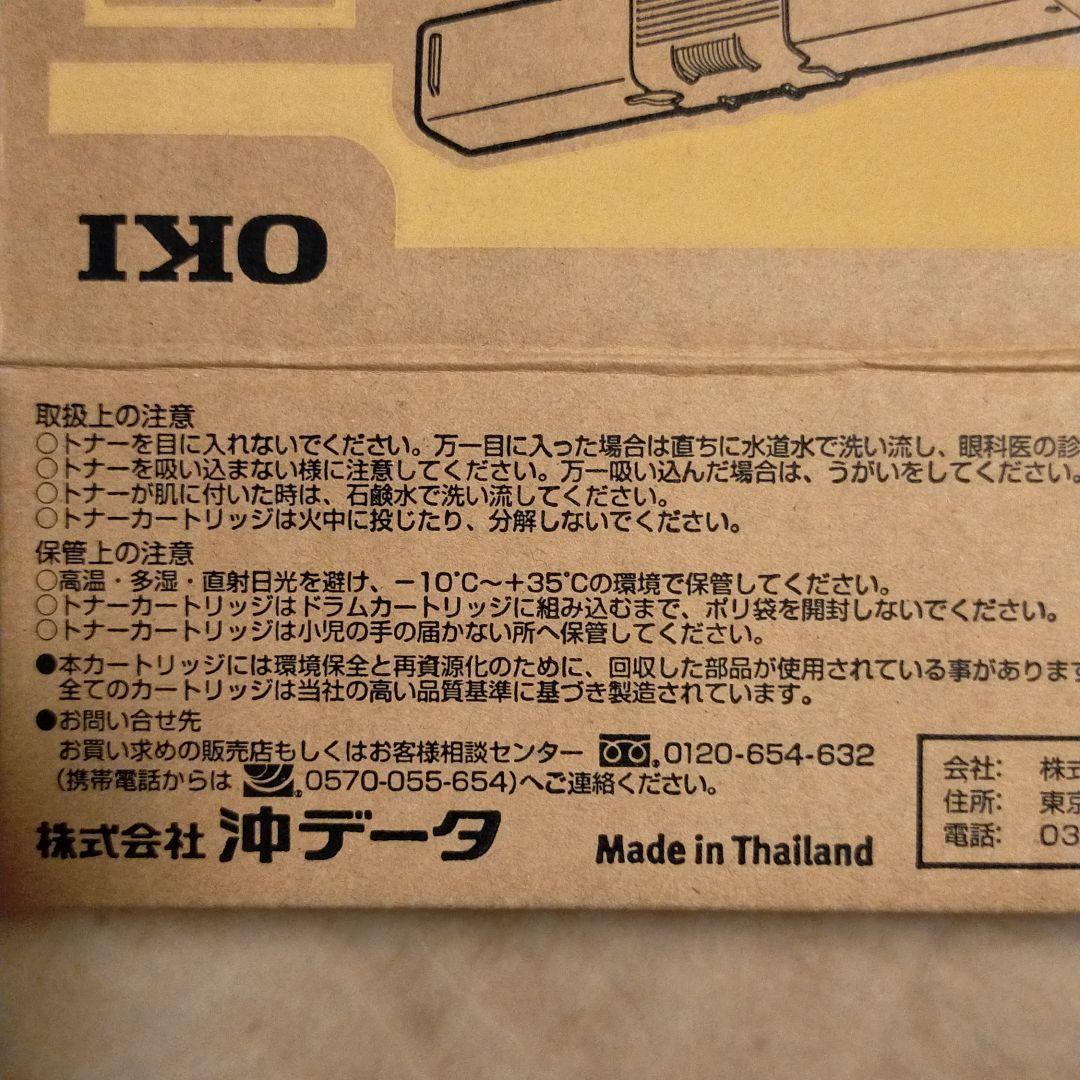 OKI
取扱上の注意
○トナーを目に入れないでください。万一目に入った場合は直ちに水道水で洗い流し、眼科医の診
○トナーを吸い込まない様に注意してください。万一吸い込んだ場合は、うがいをしてください。
○トナーが肌に付いた時は、石鹸水で洗い流してください。
○トナーカートリッジは火中に投じたり、分解しないでください。
保管上の注意
○高温・多湿・直射日光を避け、−10℃〜+35℃の環境で保管してください。
○トナーカートリッジはドラムカートリッジに組み込むまで、ポリ袋を開封しないでください。
○トナーカートリッジは小児の手の届かない所へ保管してください。
●本カートリッジには環境保全と再資源化のために、回収した部品が使用されている事があります
全てのカートリッジは当社の高い品質基準に基づき製造されています。
●お問い合せ先
お買い求めの販売店もしくはお客様相談センター 0120-654-632
(携帯電話からは 0570-055-654)へご連絡ください。
株式会社 沖データ Made in Thailand
会社: 株式
住所: 東京
電話: 03